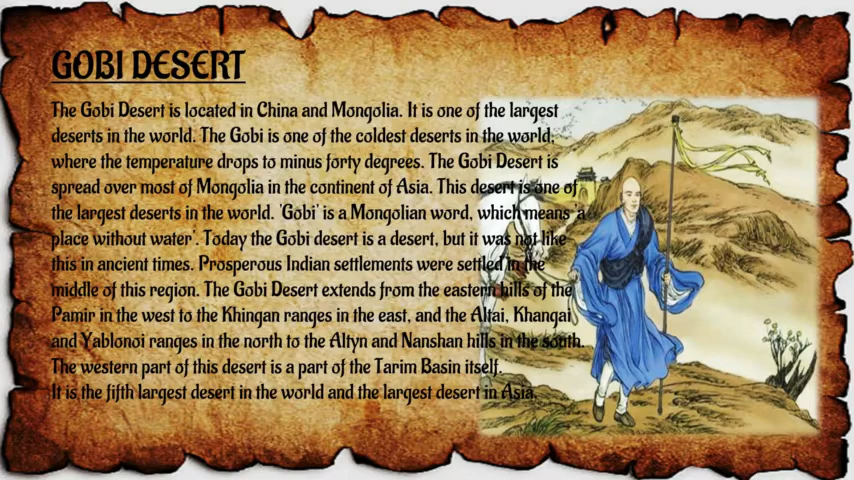 GOBI DESERT
The Gobi Desert is located in China and Mongolia. It is one of the largest
deserts in the world. The Gobi is one of the coldest deserts in the world,
where the temperature drops to minus forty degrees. The Gobi Desert is
spread over most of Mongolia in the continent of Asia. This desert is one of
the largest deserts in the world. 'Gobi' is a Mongolian word, which means 'a
place without water'. Today the Gobi desert is a desert, but it was not like
this in ancient times. Prosperous Indian settlements were settled in the
middle of this region. The Gobi Desert extends from the eastern hills of the
Pamir in the west to the Khingan ranges in the east, and the Altai, Khangai
and Yablonoi ranges in the north to the Altyn and Nanshan hills in the south.
The western part of this desert is a part of the Tarim Basin itself.
It is the fifth largest desert in the world and the largest desert in Asia.